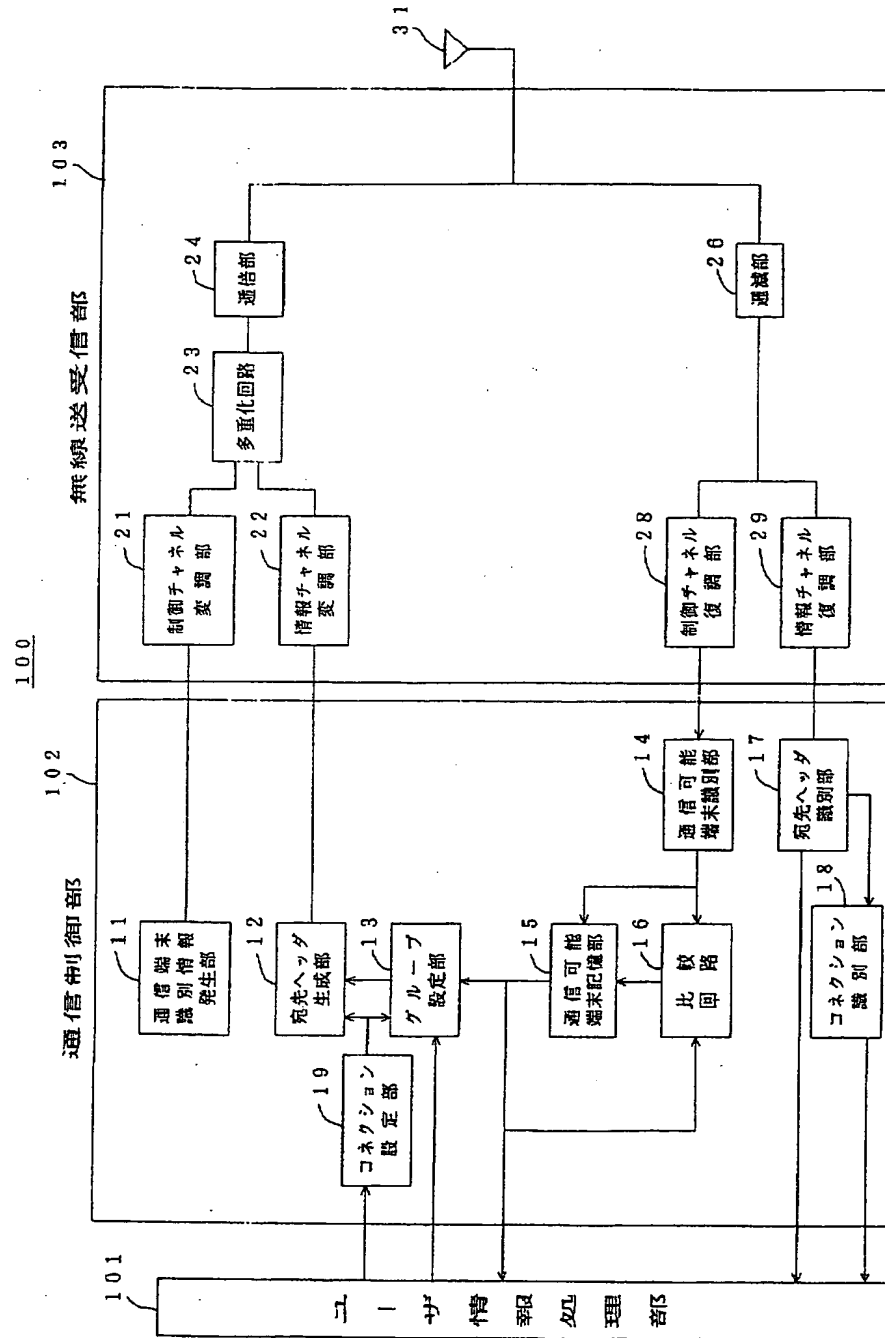 100
101
ユーザ情報処理部
通信制御部
102
11
通信端末
識別情報
発生部
12
宛先ヘッダ
生成部
19
コネクション
設定部
13
グループ
設定部
15
通信可能
端末記憶部
16
比較
回路
14
通信可能
端末識別部
17
宛先ヘッダ
識別部
18
コネクション
識別部
無線送受信部
103
21
制御チャネル
変調部
22
情報チャネル
変調部
23
多重化回路
24
逓倍部
26
逓減部
28
制御チャネル
復調部
29
情報チャネル
復調部
31